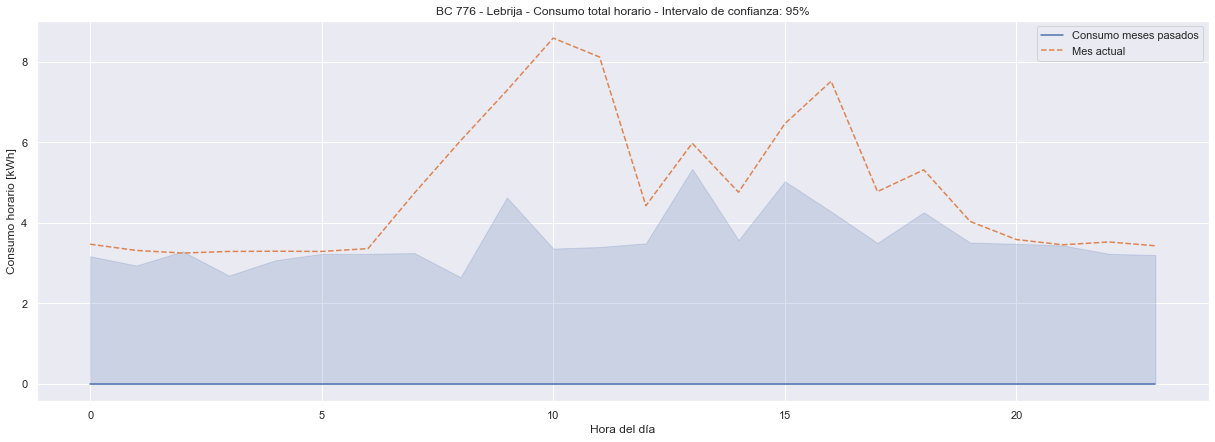 BC 776 - Lebrija - Consumo total horario - Intervalo de confianza: 95%
Consumo meses pasados
Mes actual
Consumo horario [kWh]
8
6
4
2
0
0
5
10
15
20
Hora del día